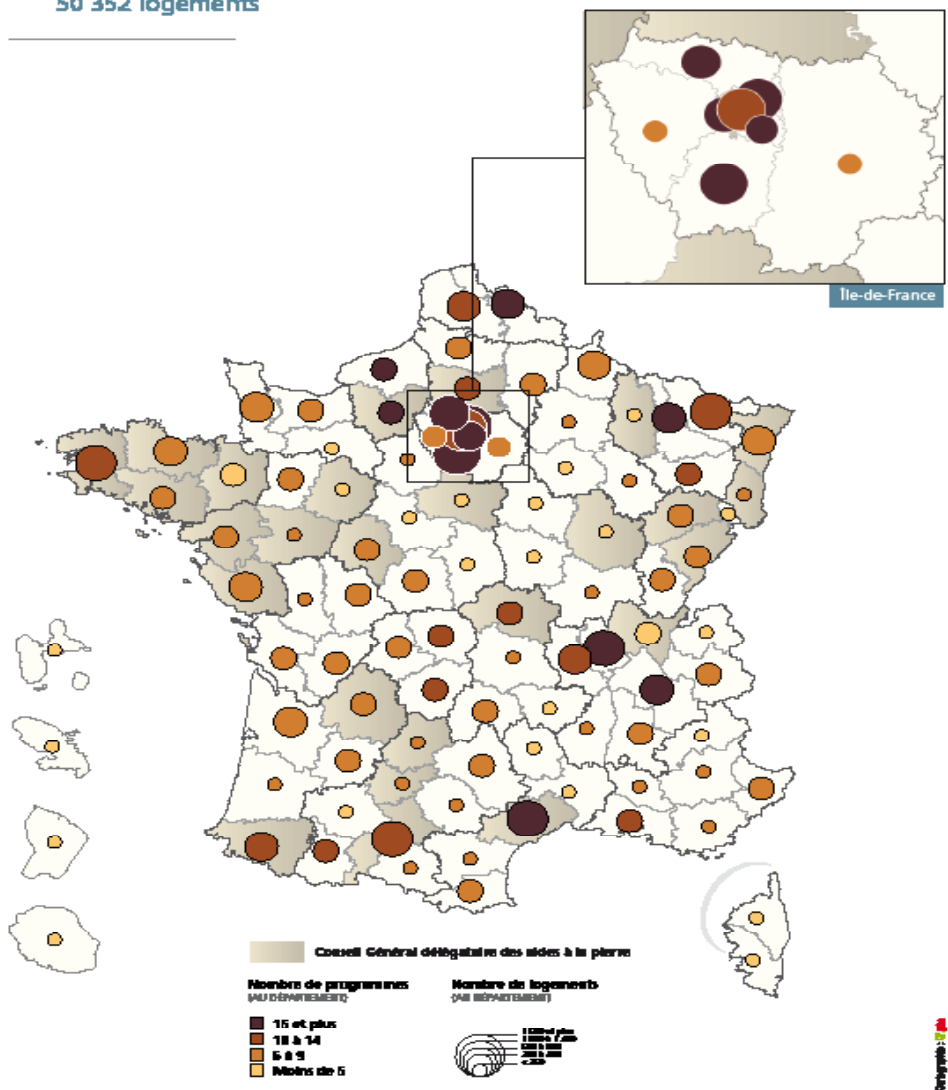 50 352 logements
Île-de-France
Conseil Général délégataire des aides à la pierre
Nombre de programmes
(AU DÉPARTEMENT)
15 et plus
10 à 14
5 à 9
Moins de 5
Nombre de logements
(AU DÉPARTEMENT)